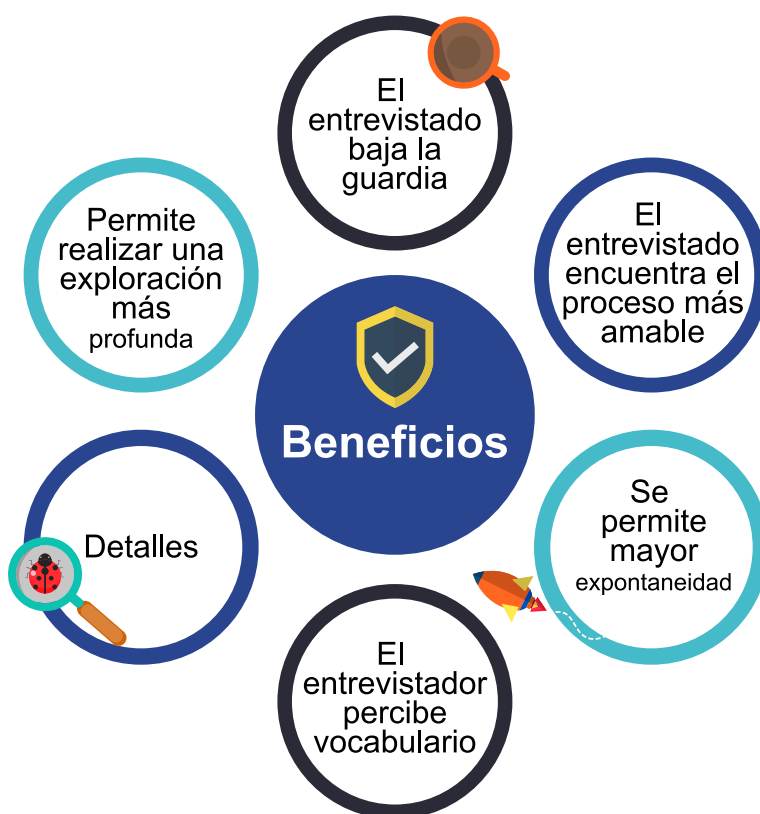 El
entrevistado
baja la
guardia
Permite
realizar una
exploración
más
profunda
El
entrevistado
encuentra el
proceso más
amable
Beneficios
Detalles
Se
permite
mayor
expontaneidad
El
entrevistador
percibe
vocabulario